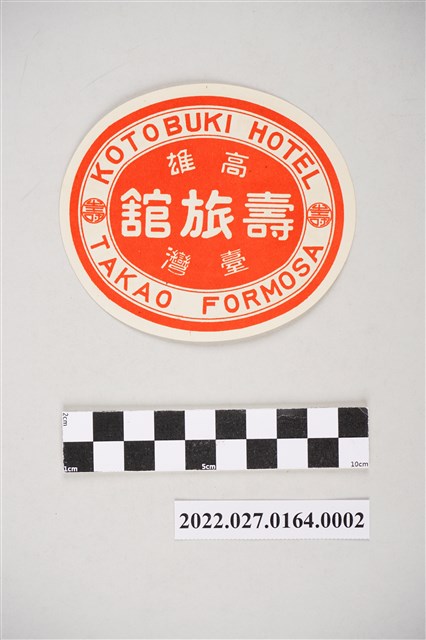 KOTOBUKI HOTEL
雄高
館旅壽
灣臺
TAKAO FORMOSA
壽
壽
2cm
1cm
5cm
10cm
2022.027.0164.0002